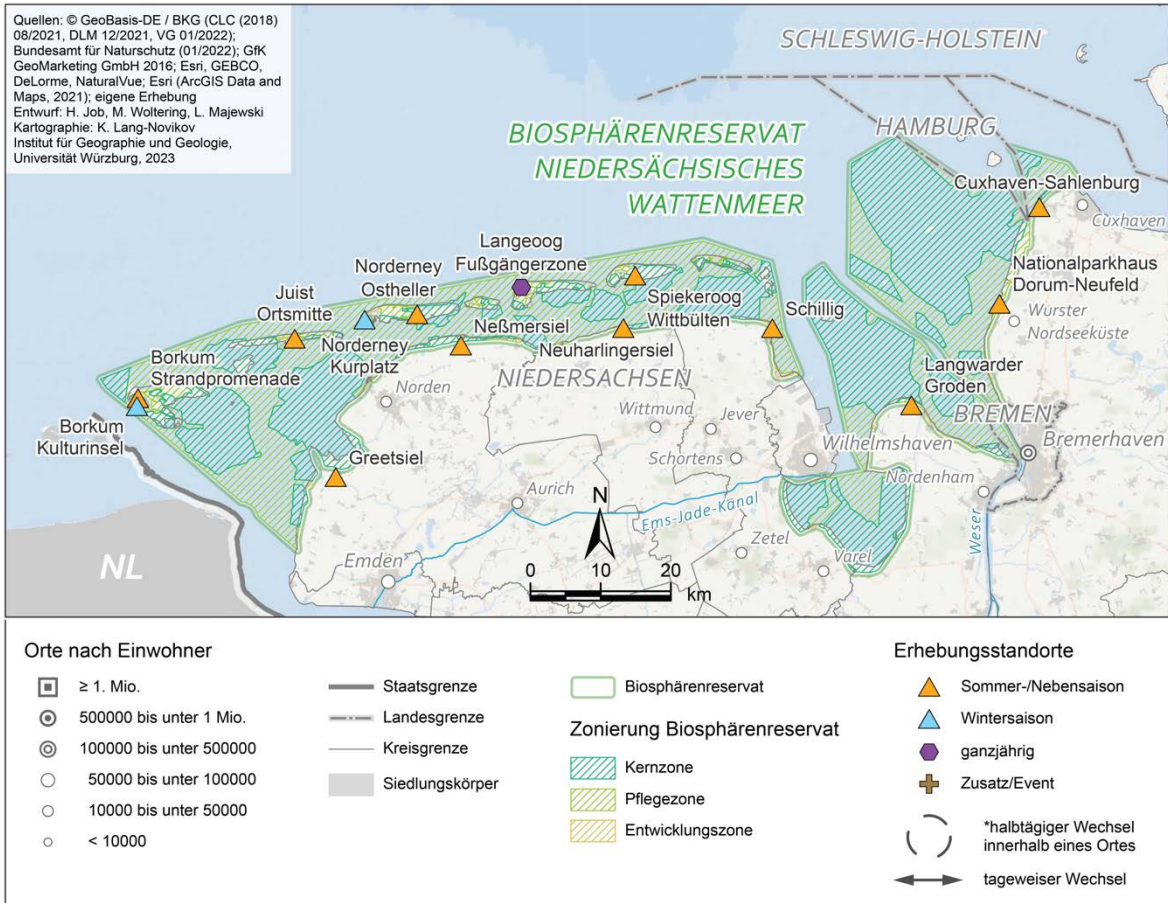 Quellen: © GeoBasis-DE / BKG (CLC (2018)
08/2021, DLM 12/2021, VG 01/2022);
Bundesamt für Naturschutz (01/2022); GfK
GeoMarketing GmbH 2016; Esri, GEBCO,
DeLorme, NaturalVue; Esri (ArcGIS Data and
Maps, 2021); eigene Erhebung
Entwurf: H. Job, M. Woltering, L. Majewski
Kartographie: K. Lang-Novikov
Institut für Geographie und Geologie,
Universität Würzburg, 2023
SCHLESWIG-HOLSTEIN
HAMBURG
BIOSPHÄRENRESERVAT
NIEDERSÄCHSISCHES
WATTENMEER
Cuxhaven-Sahlenburg
Cuxhaven
Langeoog
Fußgängerzone
Norderney
Ostheller
Nationalparkhaus
Dorum-Neufeld
Juist
Ortsmitte
Spiekeroog
Wittbülten
Schillig
Wurster
Nordseeküste
Neßmersiel
Norderney
Kurplatz
Neuharlingersiel
Borkum
Strandpromenade
NIEDERSACHSEN
Langwarder
Groden
Norden
BREMEN
Borkum
Kulturinsel
Wittmund
Jever
Wilhelmshaven
Bremerhaven
Greetsiel
Schortens
Nordenham
Aurich
N
Ems-Jade-Kanal
Weser
NL
Emden
Zetel
Varel
0 10 20
km
Orte nach Einwohner
≥ 1. Mio.
500000 bis unter 1 Mio.
100000 bis unter 500000
50000 bis unter 100000
10000 bis unter 50000
< 10000
Staatsgrenze
Landesgrenze
Kreisgrenze
Siedlungskörper
Biosphärenreservat
Zonierung Biosphärenreservat
Kernzone
Pflegezone
Entwicklungszone
Erhebungsstandorte
Sommer-/Nebensaison
Wintersaison
ganzjährig
Zusatz/Event
*halbtägiger Wechsel
innerhalb eines Ortes
tageweiser Wechsel